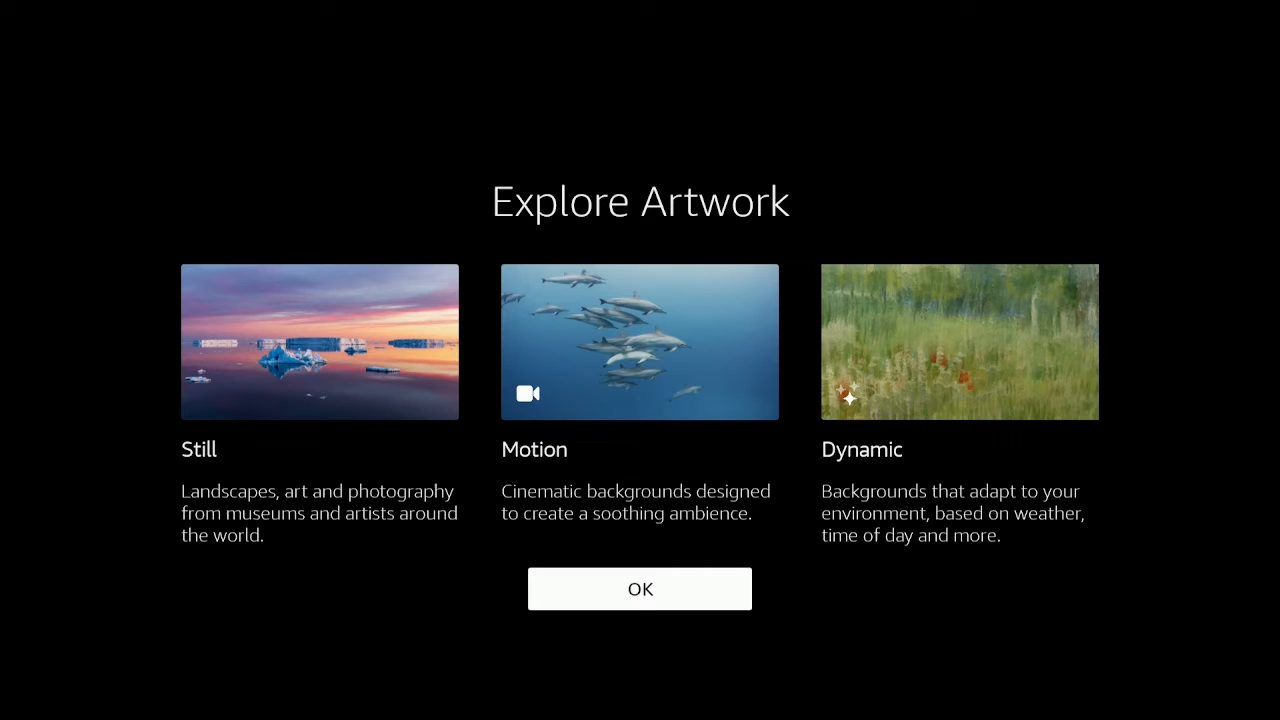 Explore Artwork
Still
Landscapes, art and photography
from museums and artists around
the world.
Motion
Cinematic backgrounds designed
to create a soothing ambience.
Dynamic
Backgrounds that adapt to your
environment, based on weather,
time of day and more.
OK